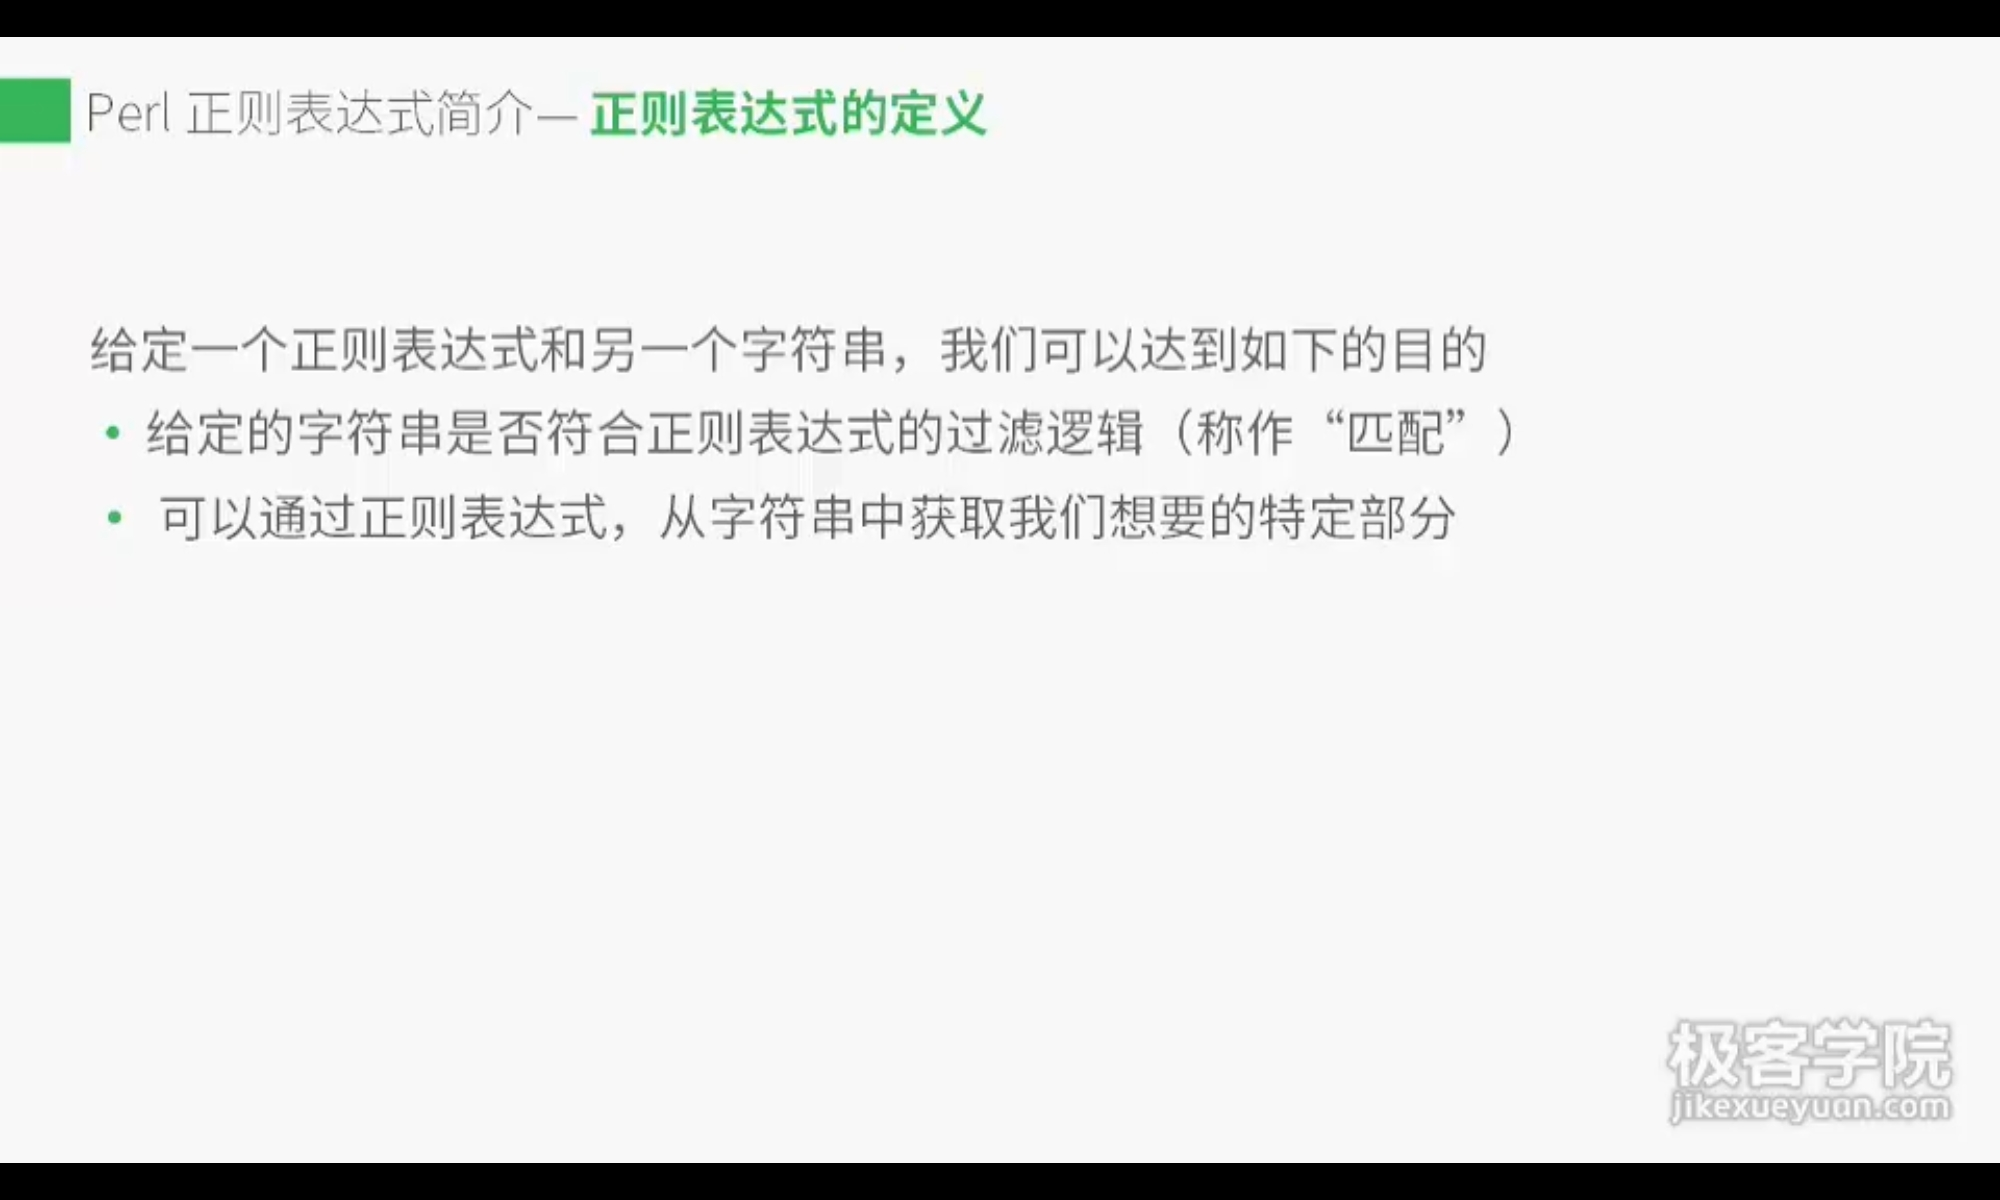 Perl 正则表达式简介— 正则表达式的定义
给定一个正则表达式和另一个字符串，我们可以达到如下的目的
• 给定的字符串是否符合正则表达式的过滤逻辑（称作“匹配”）
• 可以通过正则表达式，从字符串中获取我们想要的特定部分
极客学院
jikexueyuan.com